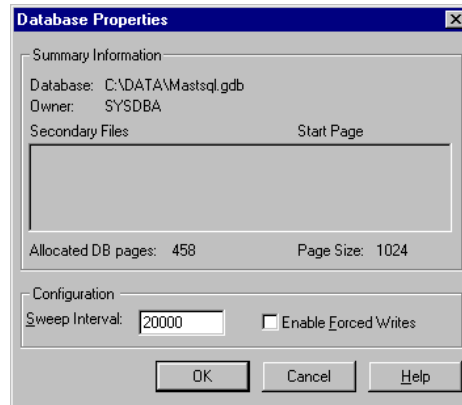 Database Properties
Summary Information
Database: C:\DATA\Mastsql.gdb
Owner: SYSDBA
Secondary Files Start Page
Allocated DB pages: 458 Page Size: 1024
Configuration
Sweep Interval: 20000 Enable Forced Writes
OK Cancel Help